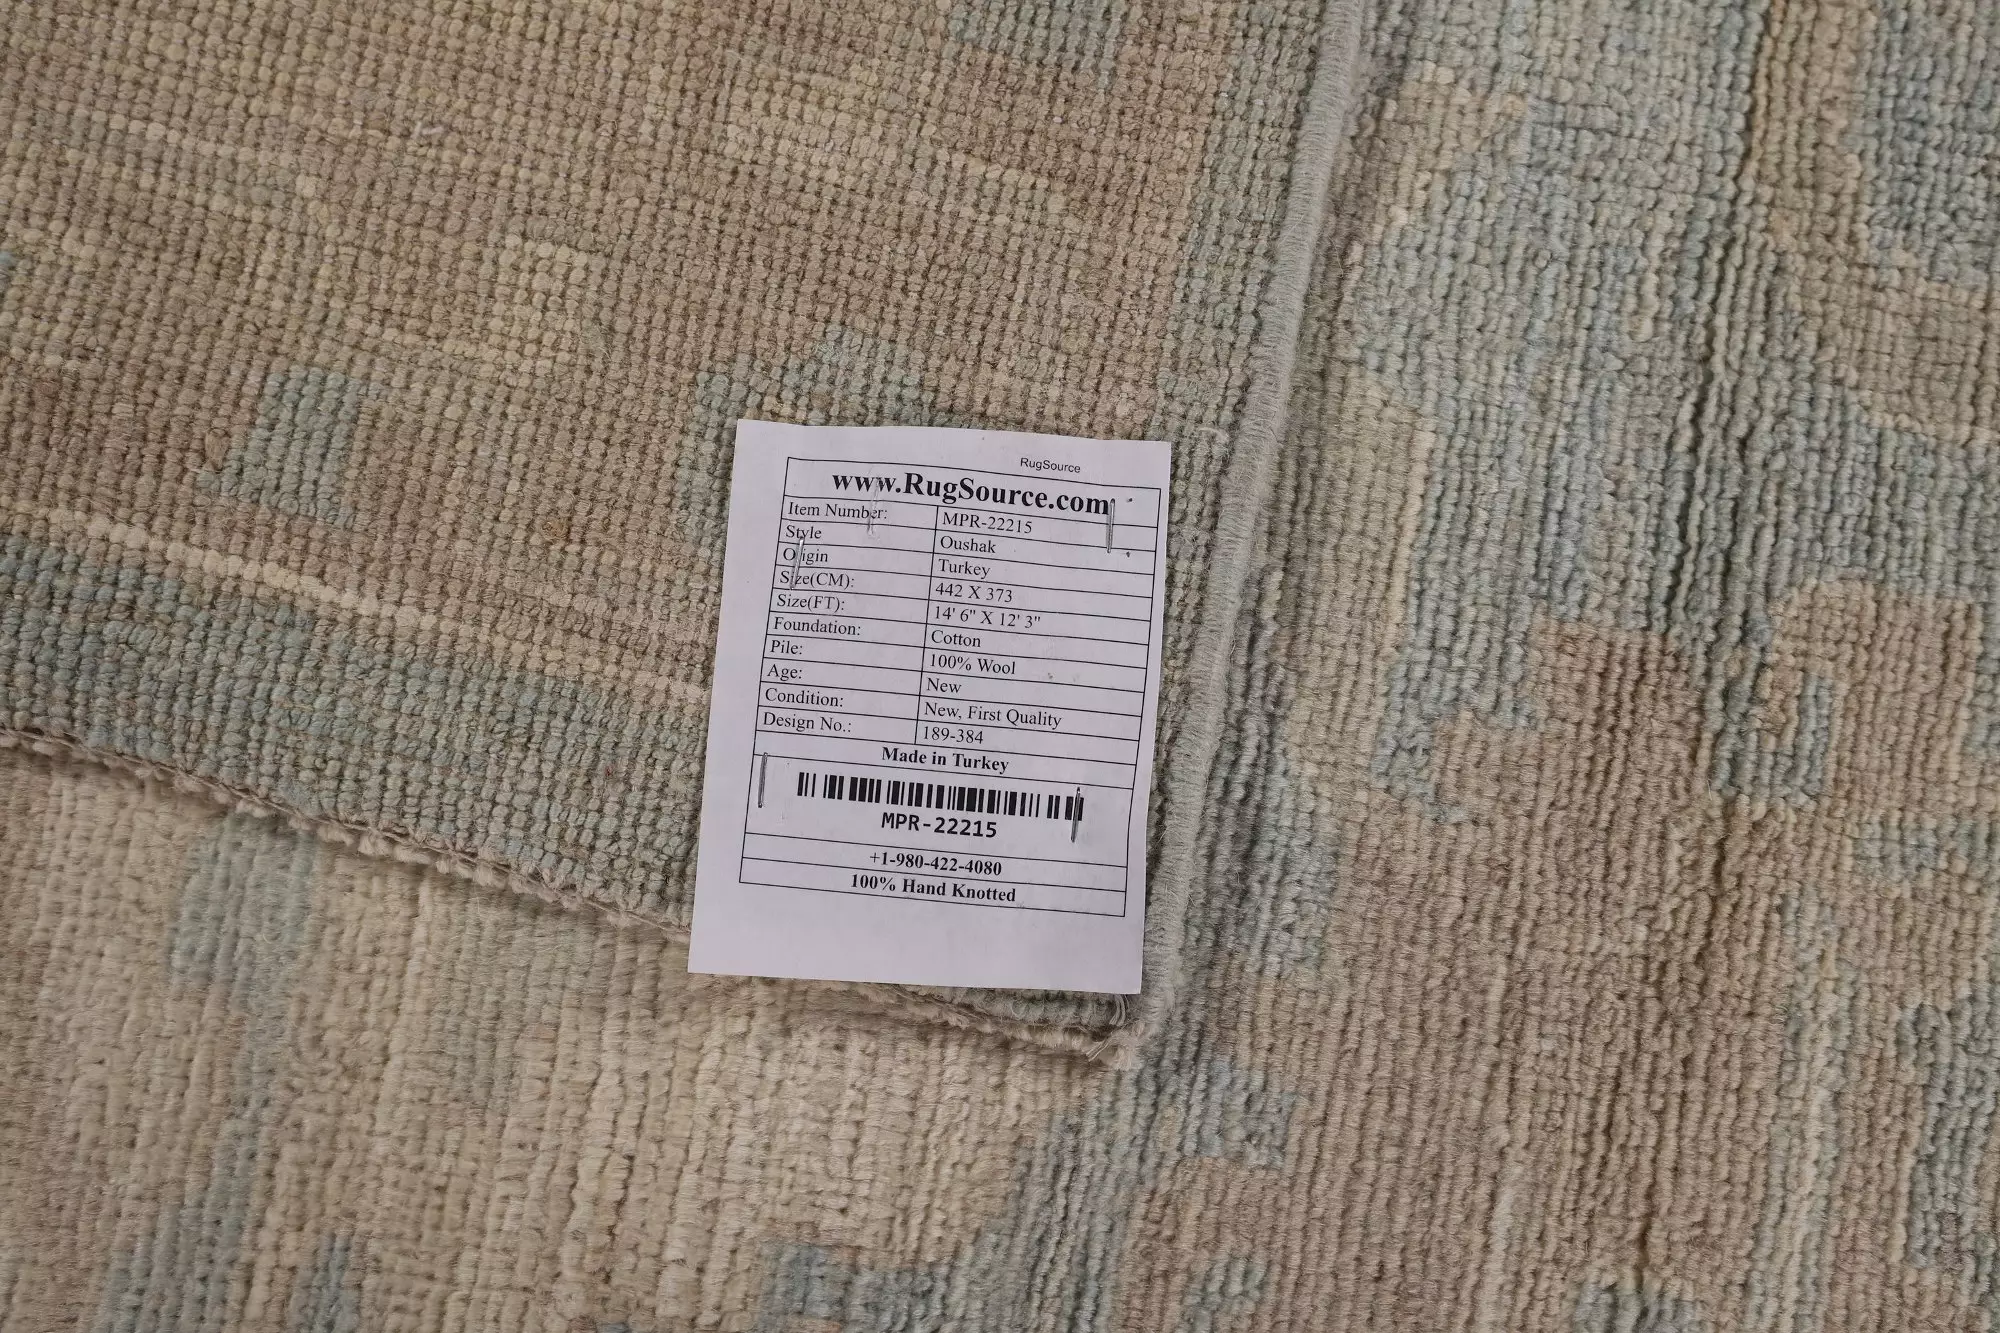 RugSource
www.RugSource.com
Item Number: MPR-22215
Style Oushak
Origin Turkey
Size(CM): 442 X 373
Size(FT): 14' 6" X 12' 3"
Foundation: Cotton
Pile: 100% Wool
Age: New
Condition: New, First Quality
Design No.: 189-384
Made in Turkey
MPR-22215
+1-980-422-4080
100% Hand Knotted